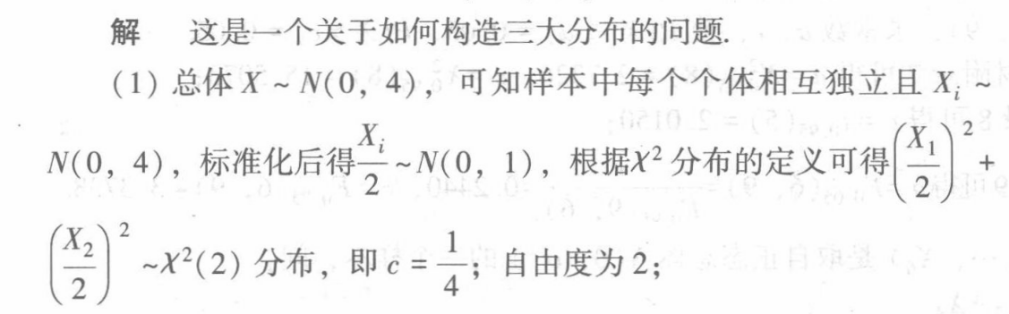 解 这是一个关于如何构造三大分布的问题.
(1) 总体 X ~ N(0, 4), 可知样本中每个个体相互独立且 X_i ~
N(0, 4), 标准化后得 X_i/2 ~ N(0, 1), 根据χ² 分布的定义可得 (X_1/2)² +
(X_2/2)² ~χ²(2) 分布, 即 c = 1/4; 自由度为 2;